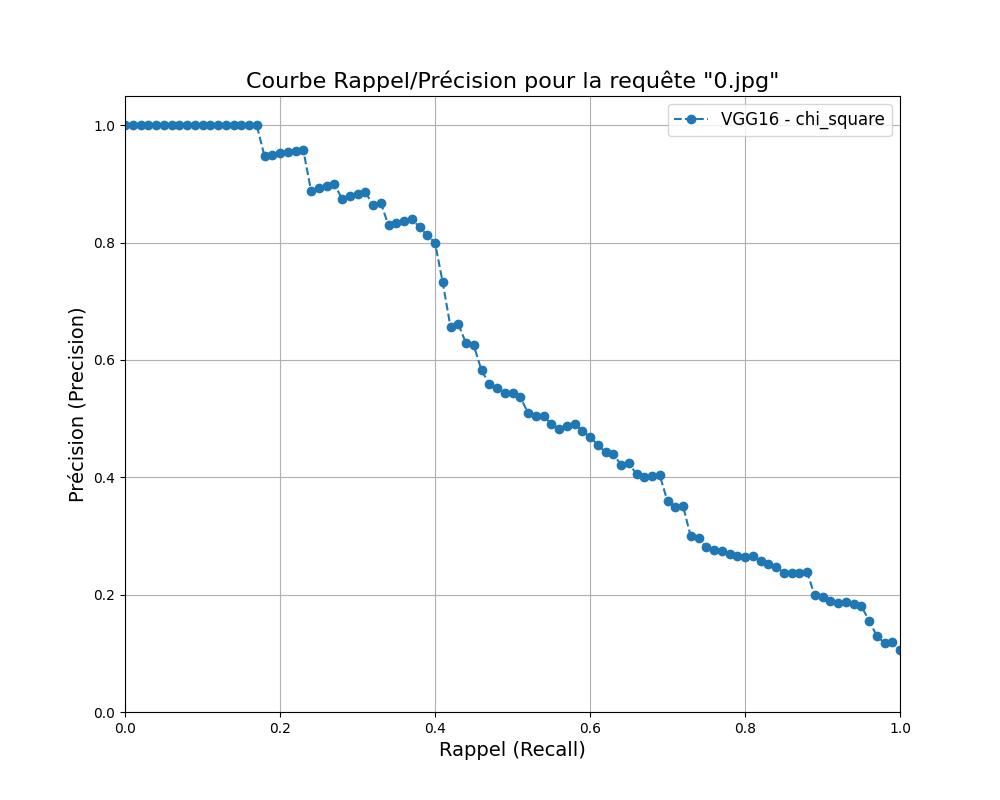 Courbe Rappel/Précision pour la requête "0.jpg"
VGG16 - chi_square
1.0
0.8
0.6
0.4
0.2
0.0
Précision (Precision)
0.0 0.2 0.4 0.6 0.8 1.0
Rappel (Recall)